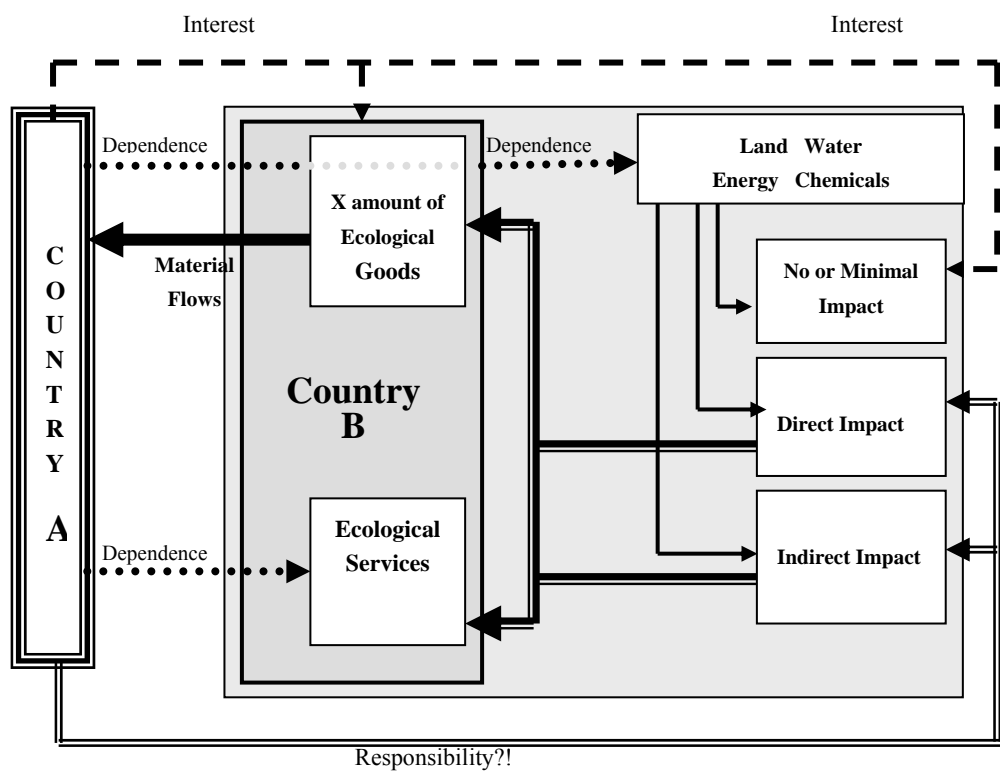 Interest
Interest
Dependence
Dependence
Land Water
Energy Chemicals
X amount of
Ecological
Goods
Material
Flows
No or Minimal
Impact
C
O
U
N
T
R
Y
A
Country
B
Direct Impact
Ecological
Services
Dependence
Indirect Impact
Responsibility?!